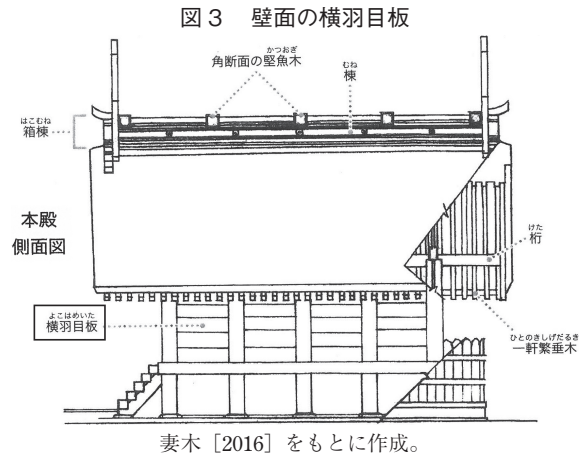 図3 壁面の横羽目板
かつおぎ
角断面の堅魚木
むね
棟
はこむね
箱棟
本殿
側面図
けた
桁
よこはめいた
横羽目板
ひとのきしげだるき
一軒繁垂木
妻木［2016］をもとに作成。